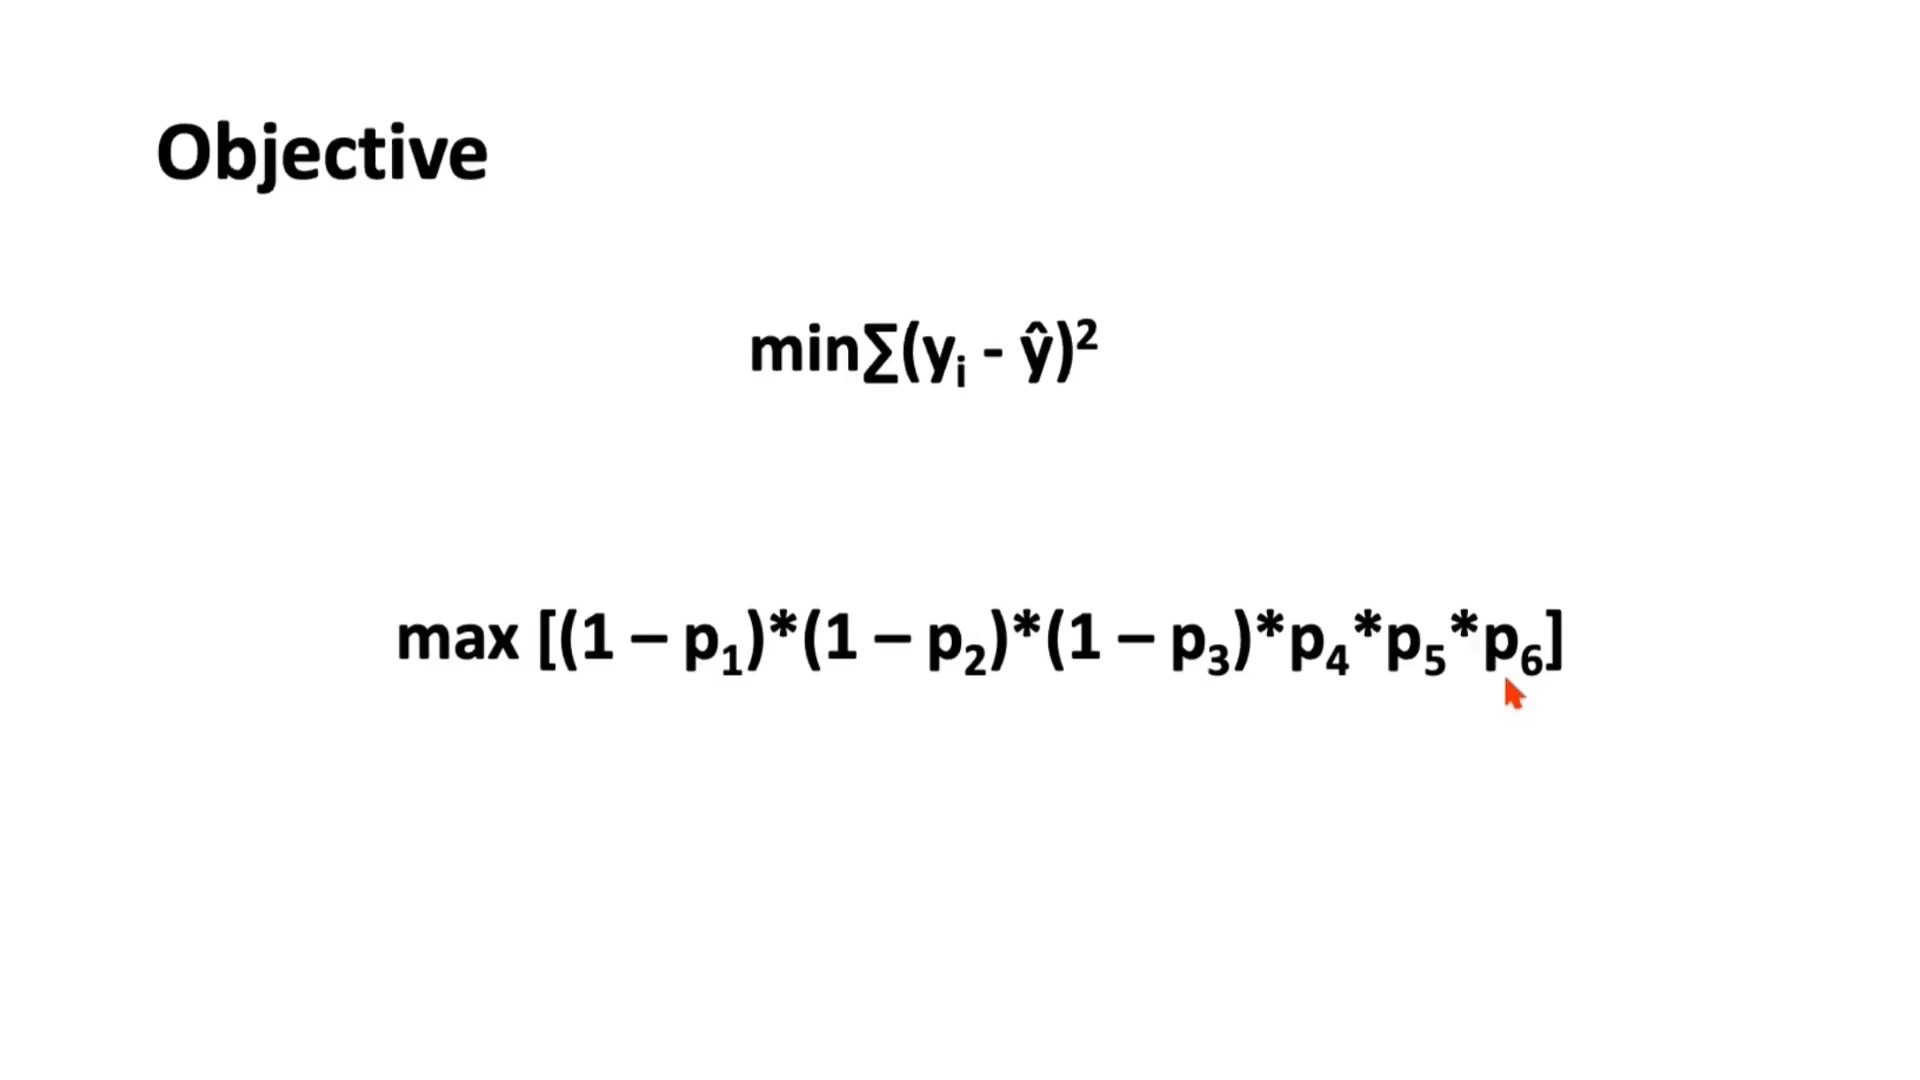 Objective
min∑(yᵢ - ŷ)²
max [(1 – p₁)*(1 – p₂)*(1 – p₃)*p₄*p₅*p₆]